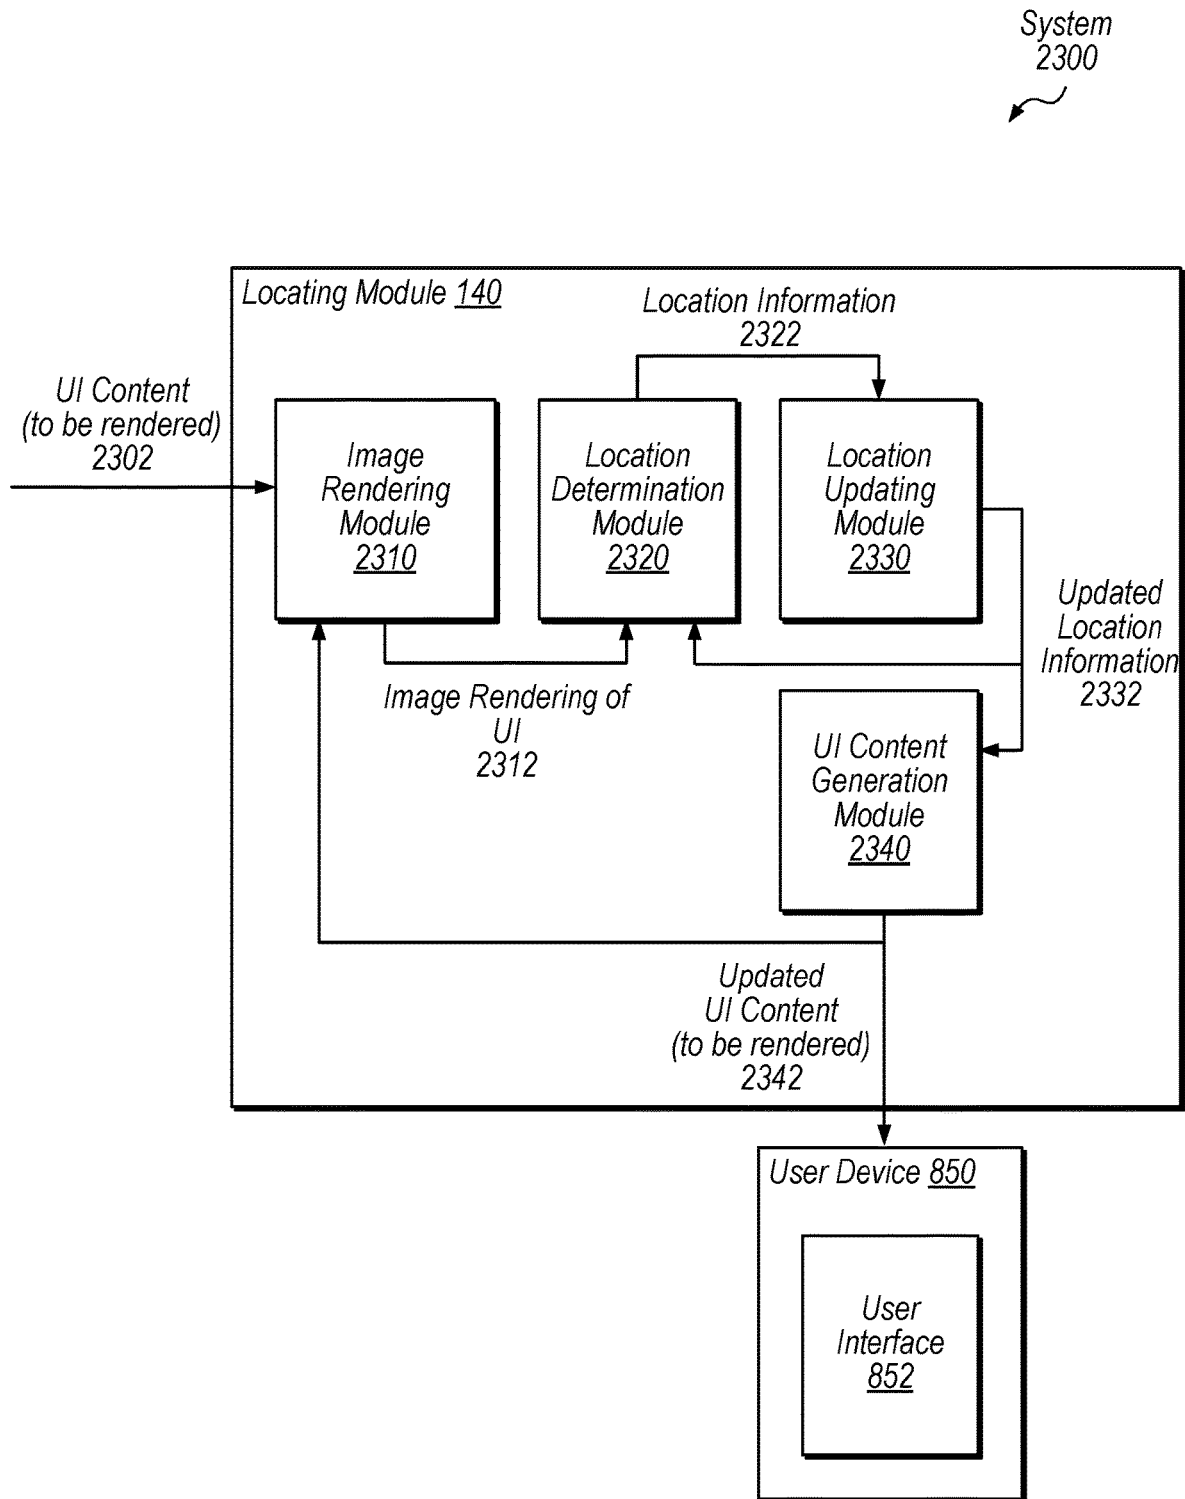 System
2300
Locating Module 140
Location Information
2322
UI Content
(to be rendered)
2302
Image
Rendering
Module
2310
Location
Determination
Module
2320
Location
Updating
Module
2330
Updated
Location
Information
2332
Image Rendering of
UI
2312
UI Content
Generation
Module
2340
Updated
UI Content
(to be rendered)
2342
User Device 850
User
Interface
852